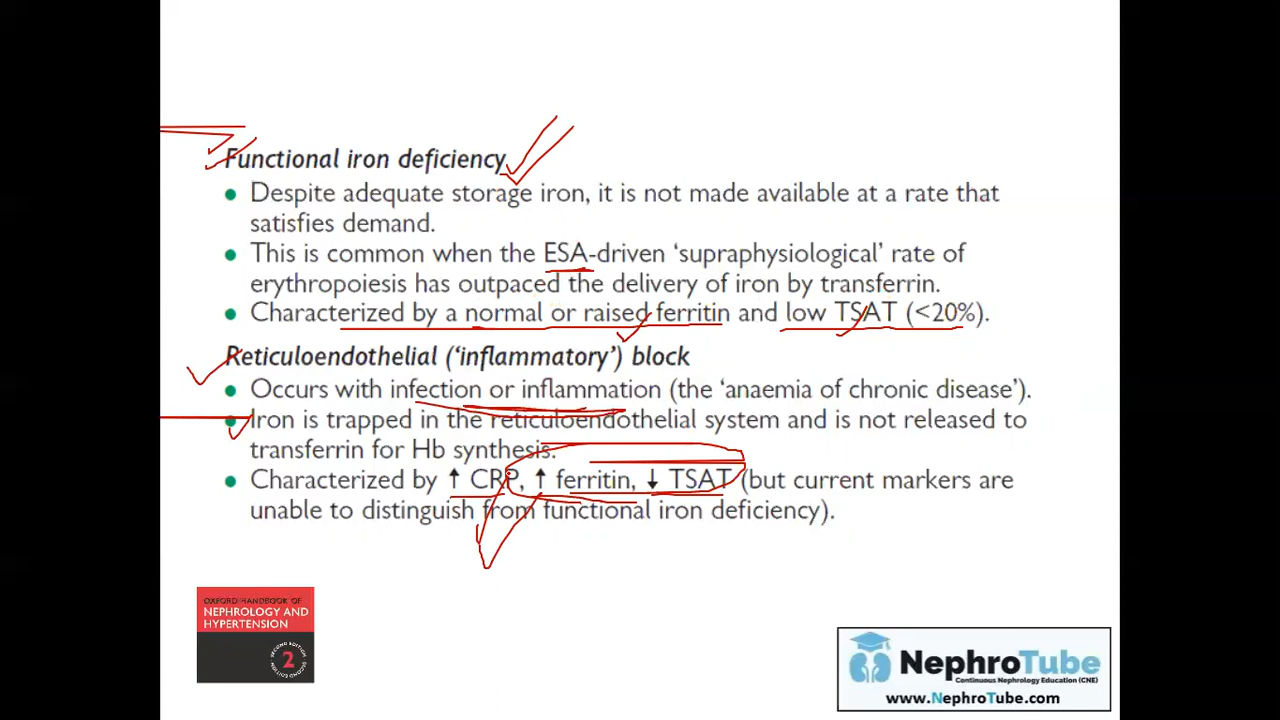 Functional iron deficiency
• Despite adequate storage iron, it is not made available at a rate that
satisfies demand.
• This is common when the ESA-driven ‘supraphysiological’ rate of
erythropoiesis has outpaced the delivery of iron by transferrin.
• Characterized by a normal or raised ferritin and low TSAT (<20%).
Reticuloendothelial (‘inflammatory’) block
• Occurs with infection or inflammation (the ‘anaemia of chronic disease’).
• Iron is trapped in the reticuloendothelial system and is not released to
transferrin for Hb synthesis.
• Characterized by ↑ CRP, ↑ ferritin, ↓ TSAT (but current markers are
unable to distinguish from functional iron deficiency).
OXFORD HANDBOOK OF
NEPHROLOGY AND
HYPERTENSION
SECOND EDITION
2
SECOND EDITION
NephroTube
Continuous Nephrology Education (CNE)
www.NephroTube.com